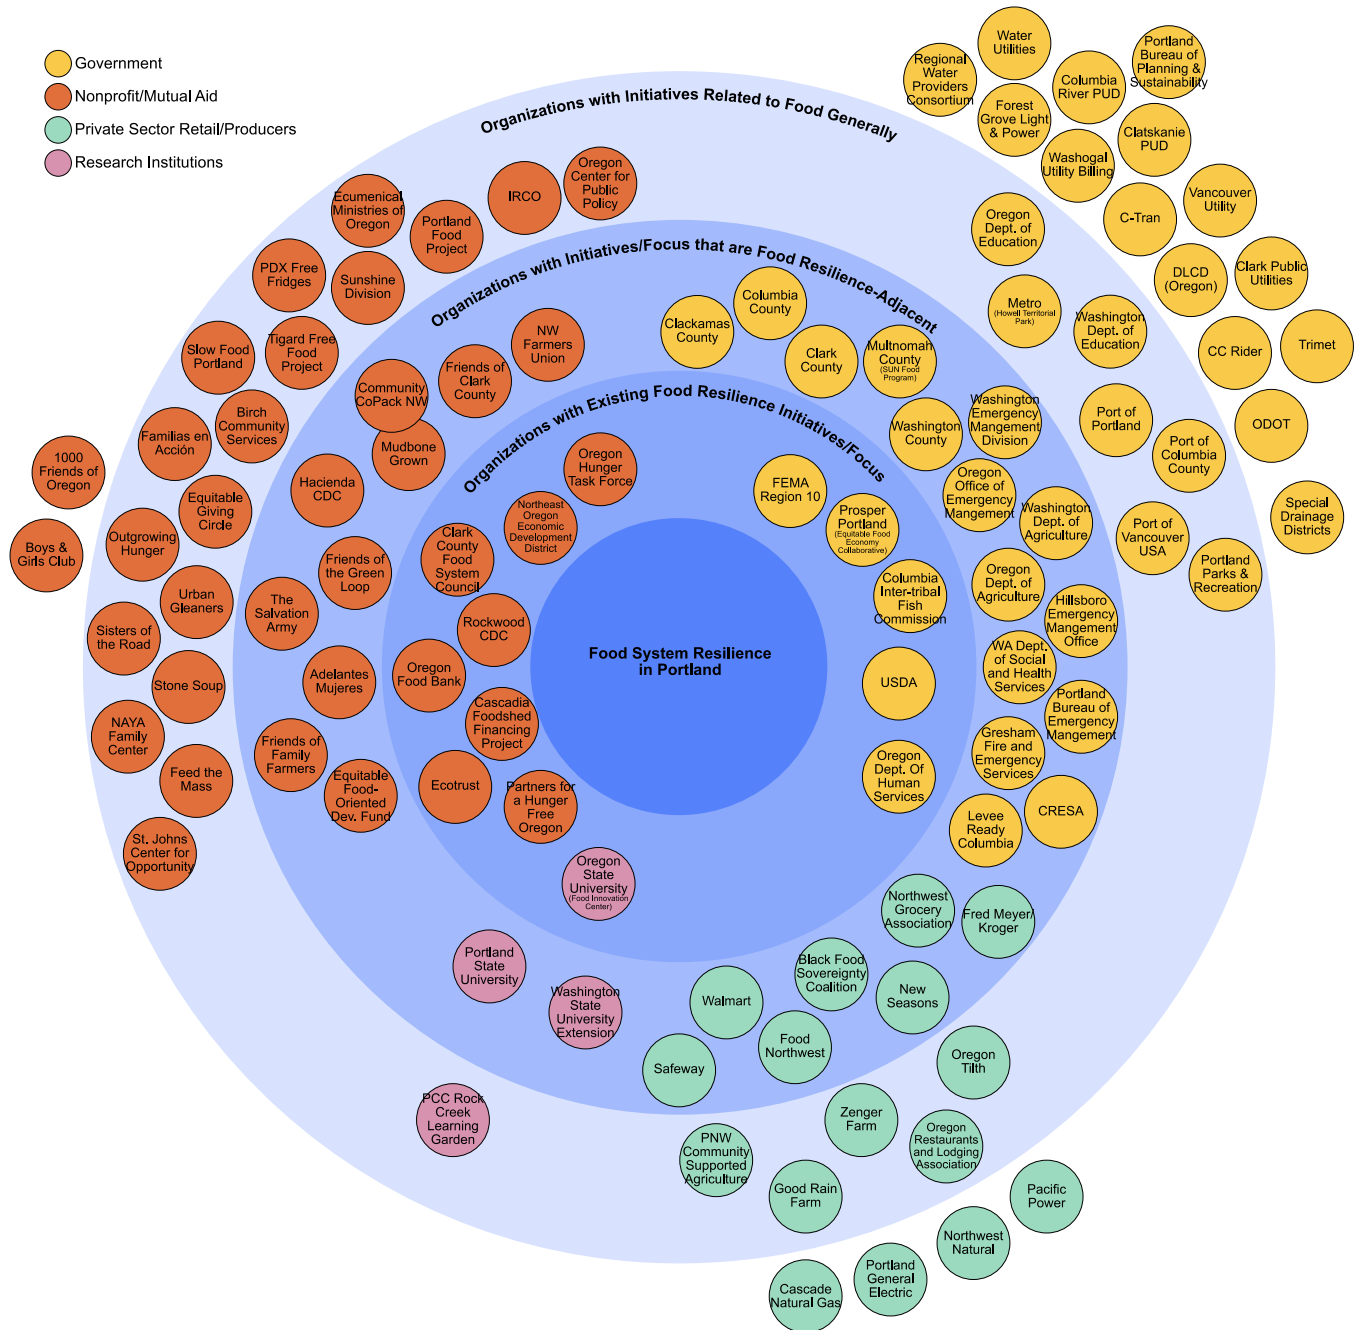 Government
Nonprofit/Mutual Aid
Private Sector Retail/Producers
Research Institutions
Organizations with Initiatives Related to Food Generally
Organizations with Initiatives/Focus that are Food Resilience-Adjacent
Organizations with Existing Food Resilience Initiatives/Focus
Food System Resilience
in Portland
Water
Utilities
Regional
Water
Providers
Consortium
Forest
Grove Light
& Power
Columbia
River PUD
Portland
Bureau of
Planning &
Sustainability
Clatskanie
PUD
Washogal
Utility Billing
C-Tran
Vancouver
Utility
DLCD
(Oregon)
Clark Public
Utilities
CC Rider
Trimet
ODOT
Special
Drainage
Districts
Oregon
Dept. of
Education
Metro
(Howell Territorial
Park)
Washington
Dept. of
Education
Port of
Portland
Port of
Columbia
County
Port of
Vancouver
USA
Portland
Parks &
Recreation
Oregon
Center for
Public
Policy
IRCO
Ecumenical
Ministries of
Oregon
Portland
Food
Project
PDX Free
Fridges
Sunshine
Division
Slow Food
Portland
Tigard Free
Food
Project
Birch
Community
Services
Familias en
Acción
1000
Friends of
Oregon
Boys &
Girls Club
Equitable
Giving
Circle
Outgrowing
Hunger
Urban
Gleaners
Sisters of
the Road
Stone Soup
NAYA
Family
Center
Feed the
Mass
St. Johns
Center for
Opportunity
NW
Farmers
Union
Friends of
Clark
County
Community
CoPack NW
Mudbone
Grown
Hacienda
CDC
Friends of
the Green
Loop
The
Salvation
Army
Adelantes
Mujeres
Friends of
Family
Farmers
Equitable
Food-
Oriented
Dev. Fund
Oregon
Hunger
Task Force
Northeast
Oregon
Economic
Development
District
Clark
County
Food
System
Council
Rockwood
CDC
Oregon
Food Bank
Cascadia
Foodshed
Financing
Project
Ecotrust
Partners for
a Hunger
Free
Oregon
Columbia
County
Clackamas
County
Clark
County
Multnomah
County
(SUN Food
Program)
Washington
County
Washington
Emergency
Mangement
Division
Oregon
Office of
Emergency
Mangement
Washington
Dept. of
Agriculture
Oregon
Dept. of
Agriculture
Hillsboro
Emergency
Mangement
Office
WA Dept.
of Social
and Health
Services
Portland
Bureau of
Emergency
Mangement
Gresham
Fire and
Emergency
Services
CRESA
Levee
Ready
Columbia
FEMA
Region 10
Prosper
Portland
(Equitable Food
Economy
Collaborative)
Columbia
Inter-tribal
Fish
Commission
USDA
Oregon
Dept. Of
Human
Services
Oregon
State
University
(Food Innovation
Center)
Portland
State
University
Washington
State
University
Extension
PCC Rock
Creek
Learning
Garden
Northwest
Grocery
Association
Fred Meyer/
Kroger
Black Food
Sovereignty
Coalition
New
Seasons
Walmart
Food
Northwest
Safeway
Oregon
Tilth
Zenger
Farm
Oregon
Restaurants
and Lodging
Association
PNW
Community
Supported
Agriculture
Good Rain
Farm
Pacific
Power
Northwest
Natural
Portland
General
Electric
Cascade
Natural Gas